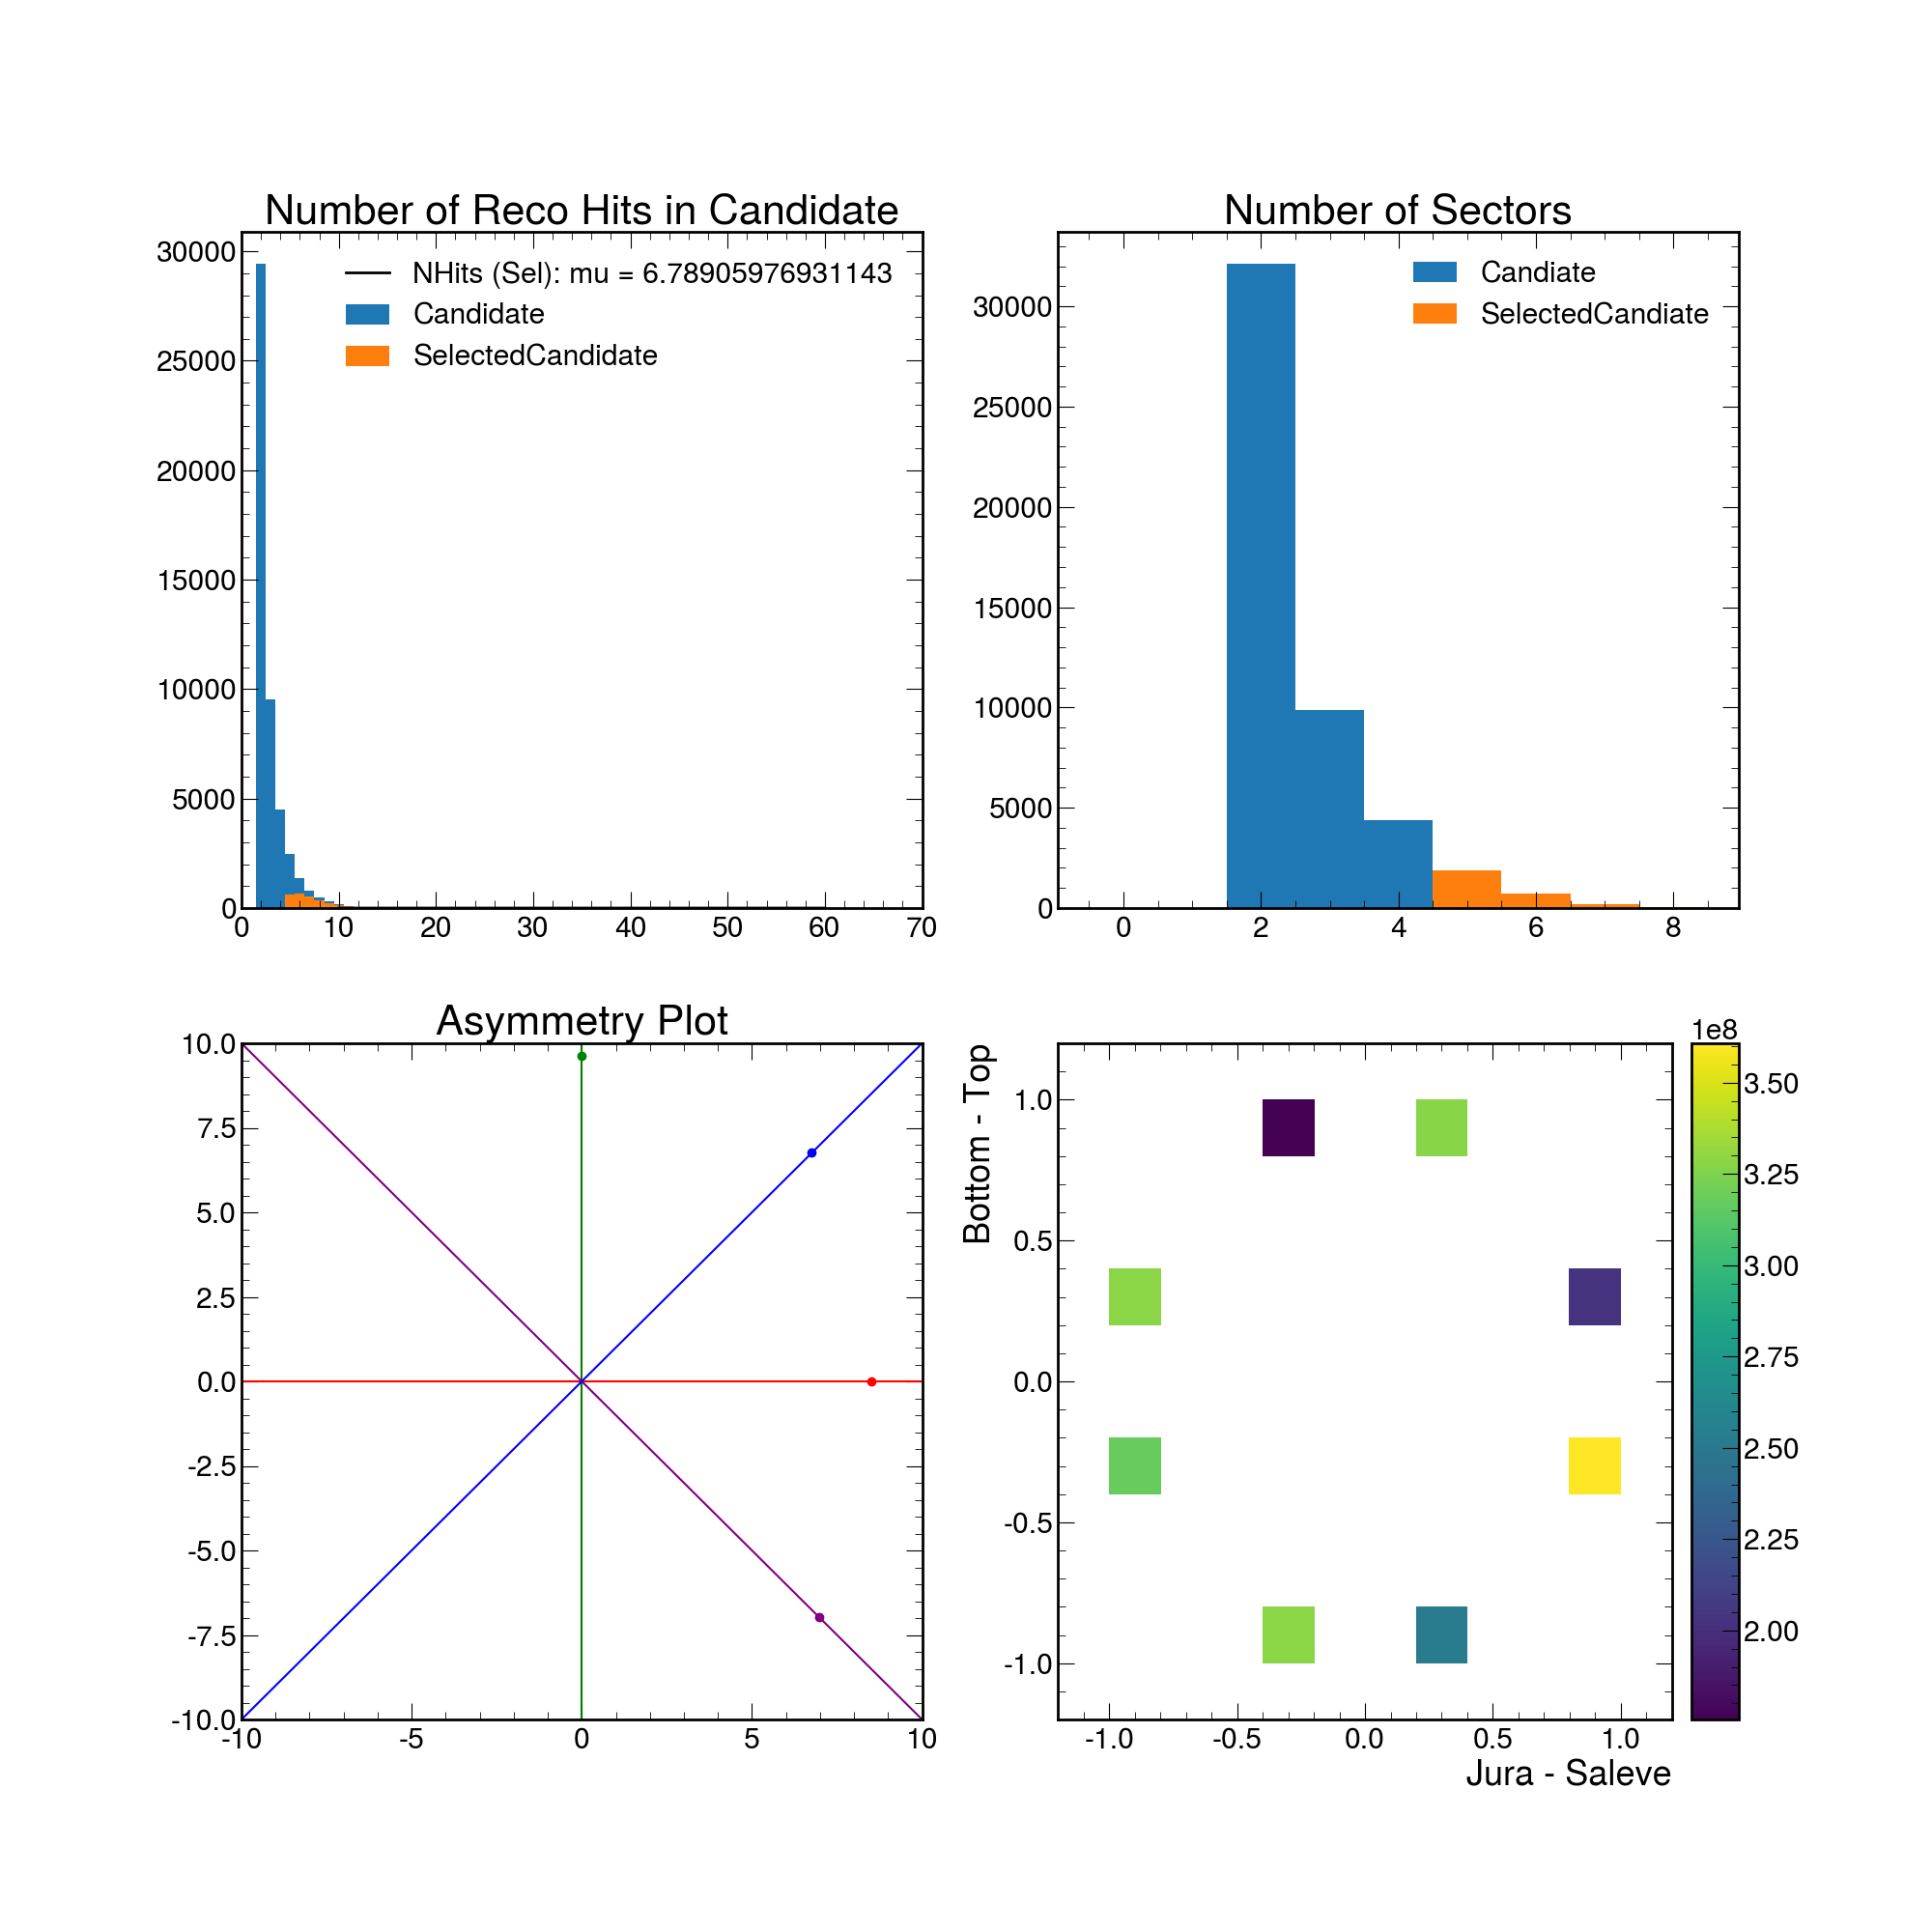 Number of Reco Hits in Candidate
30000
25000
20000
15000
10000
5000
0
NHits (Sel): mu = 6.78905976931143
Candidate
SelectedCandidate
0 10 20 30 40 50 60 70
Number of Sectors
30000
25000
20000
15000
10000
5000
0
Candiate
SelectedCandiate
0 2 4 6 8
Asymmetry Plot
10.0
7.5
5.0
2.5
0.0
-2.5
-5.0
-7.5
-10.0
-10 -5 0 5 10
Bottom - Top
1.0
0.5
0.0
-0.5
-1.0
-1.0 -0.5 0.0 0.5 1.0
Jura - Saleve
1e8
3.50
3.25
3.00
2.75
2.50
2.25
2.00